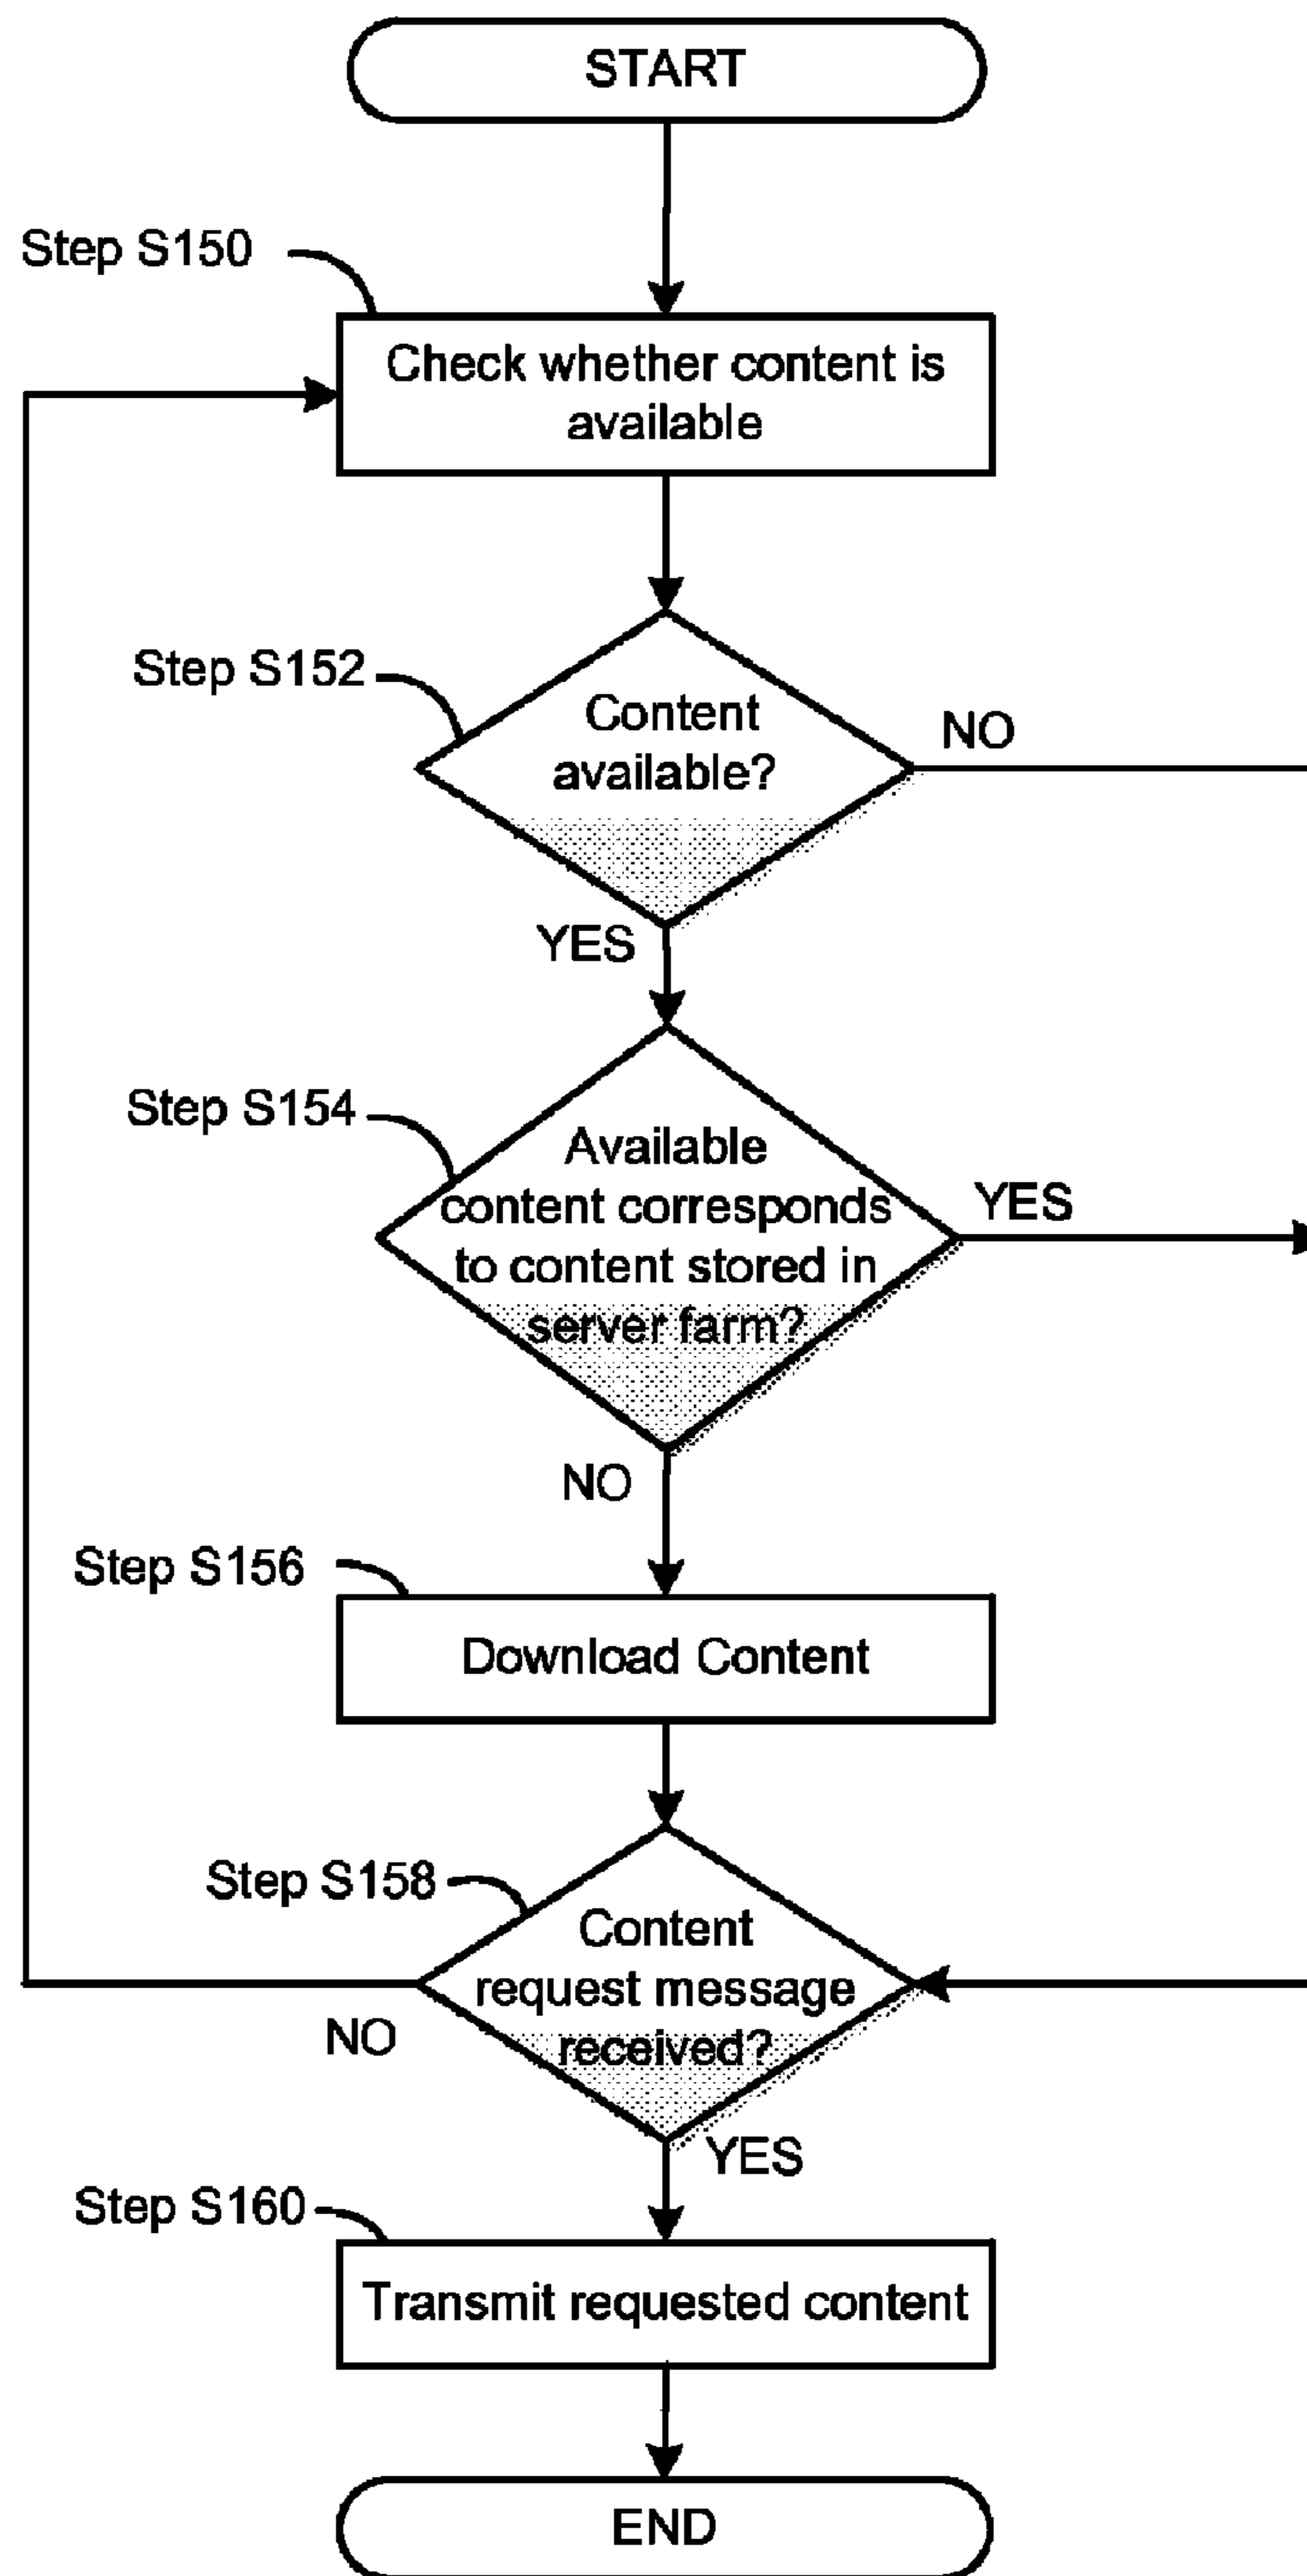 START
Step S150
Check whether content is
available
Step S152
Content
available?
NO
YES
Step S154
Available
content corresponds
to content stored in
server farm?
YES
NO
Step S156
Download Content
Step S158
Content
request message
received?
NO
YES
Step S160
Transmit requested content
END